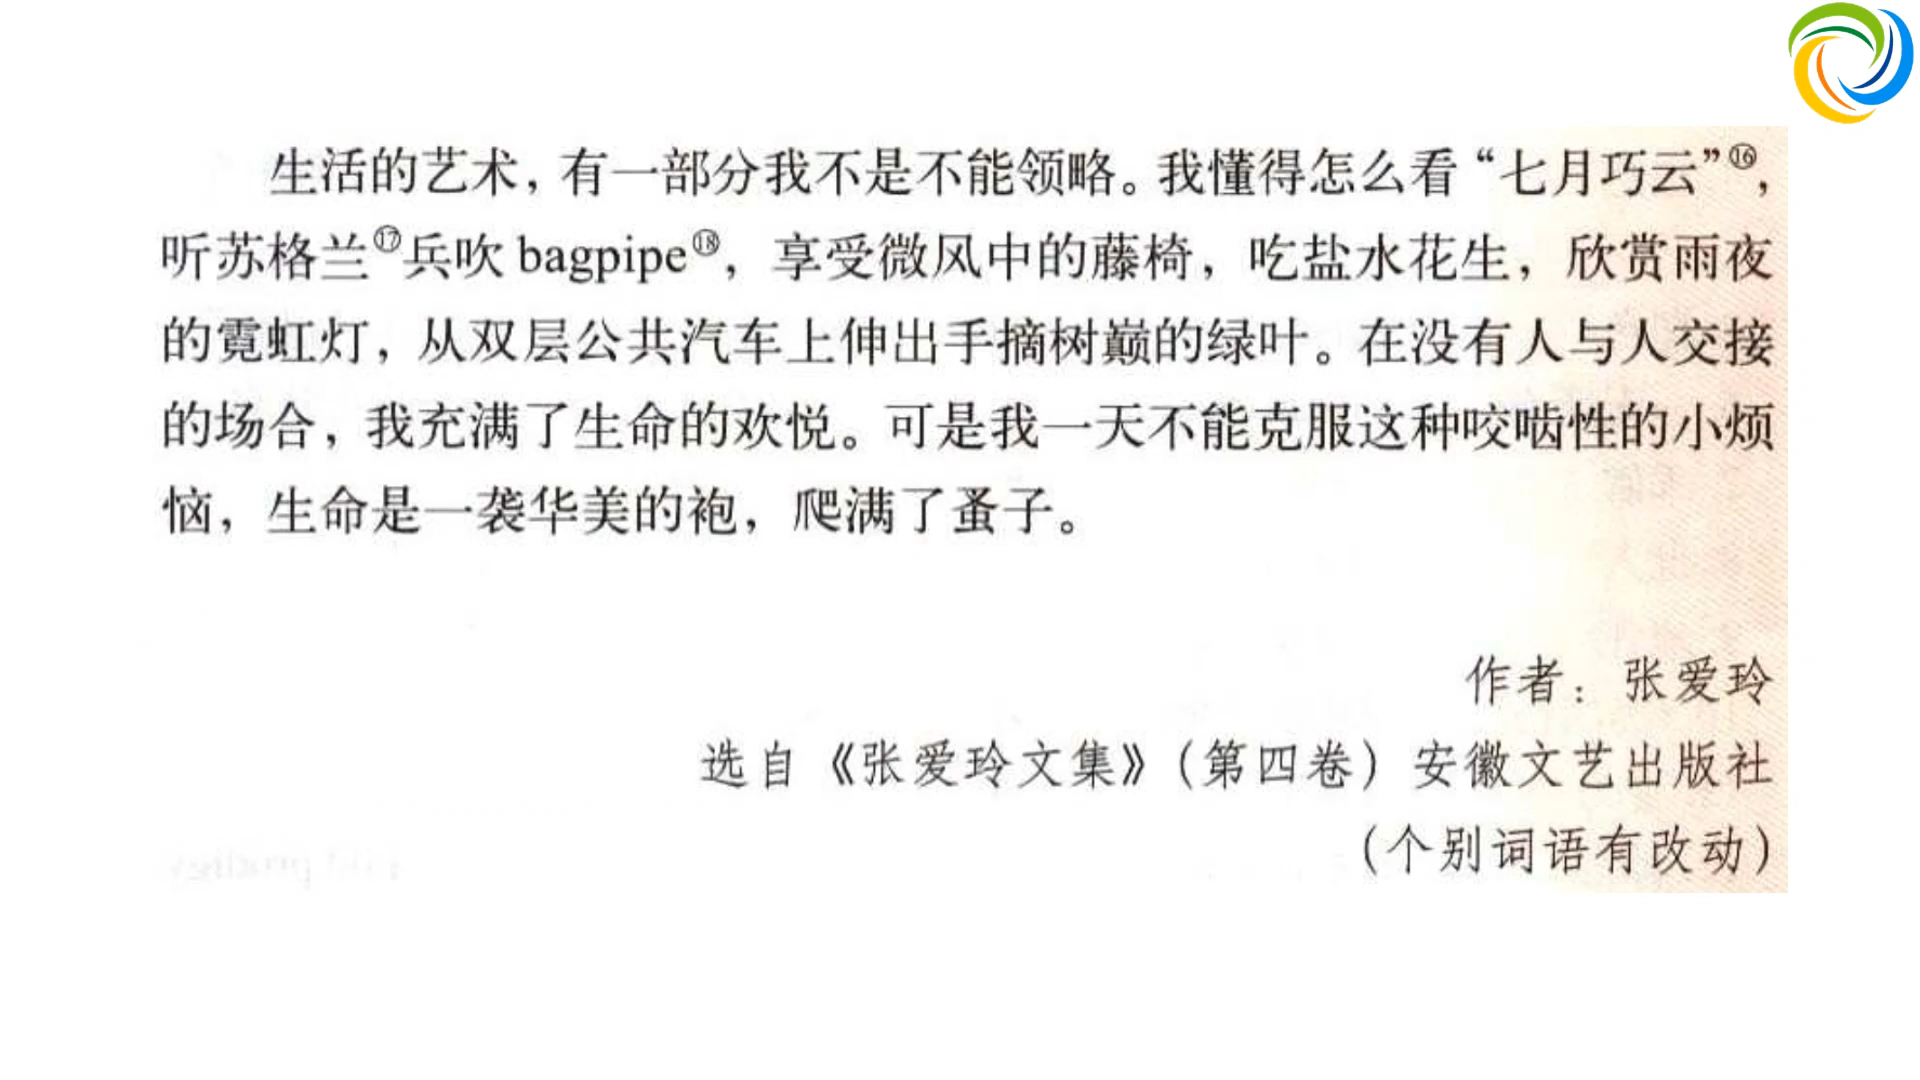 生活的艺术，有一部分我不是不能领略。我懂得怎么看“七月巧云”⑯，
听苏格兰⑰兵吹 bagpipe⑱，享受微风中的藤椅，吃盐水花生，欣赏雨夜
的霓虹灯，从双层公共汽车上伸出手摘树巅的绿叶。在没有人与人交接
的场合，我充满了生命的欢悦。可是我一天不能克服这种咬啮性的小烦
恼，生命是一袭华美的袍，爬满了蚤子。
作者：张爱玲
选自《张爱玲文集》（第四卷）安徽文艺出版社
（个别词语有改动）